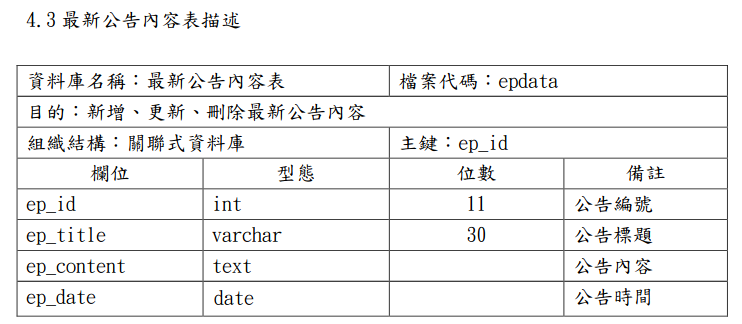 4.3最新公告內容表描述
資料庫名稱：最新公告內容表 檔案代碼：epdata
目的：新增、更新、刪除最新公告內容
組織結構：關聯式資料庫 主鍵：ep_id
欄位 型態 位數 備註
ep_id int 11 公告編號
ep_title varchar 30 公告標題
ep_content text 公告內容
ep_date date 公告時間